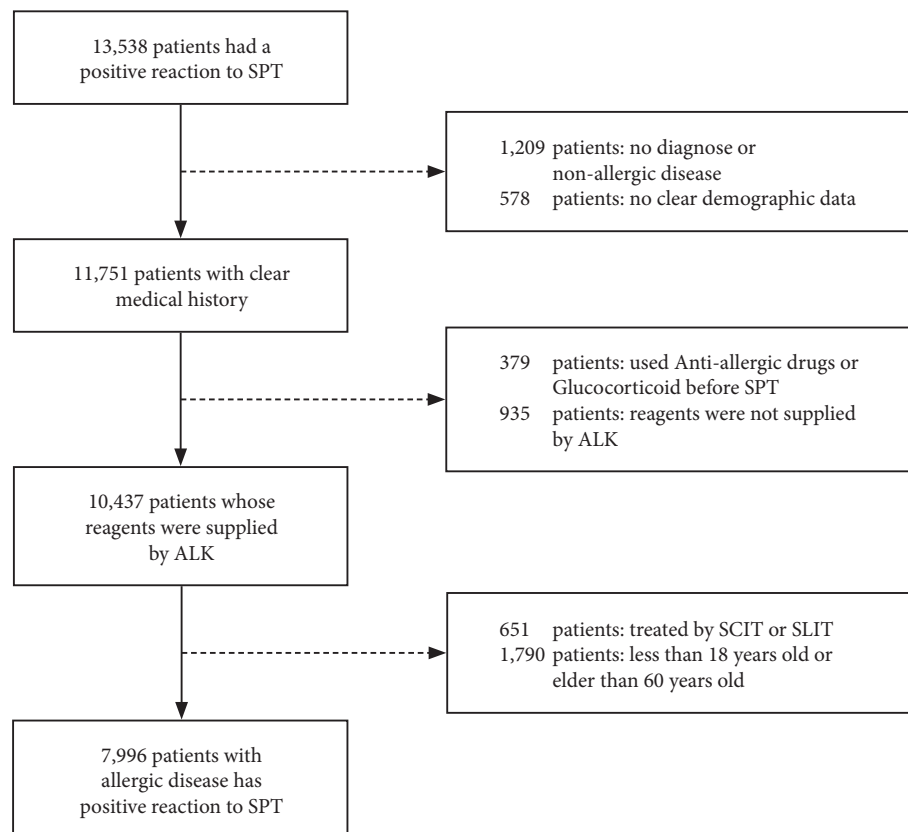 13,538 patients had a
positive reaction to SPT
1,209 patients: no diagnose or
non-allergic disease
578 patients: no clear demographic data
11,751 patients with clear
medical history
379 patients: used Anti-allergic drugs or
Glucocorticoid before SPT
935 patients: reagents were not supplied
by ALK
10,437 patients whose
reagents were supplied
by ALK
651 patients: treated by SCIT or SLIT
1,790 patients: less than 18 years old or
elder than 60 years old
7,996 patients with
allergic disease has
positive reaction to SPT